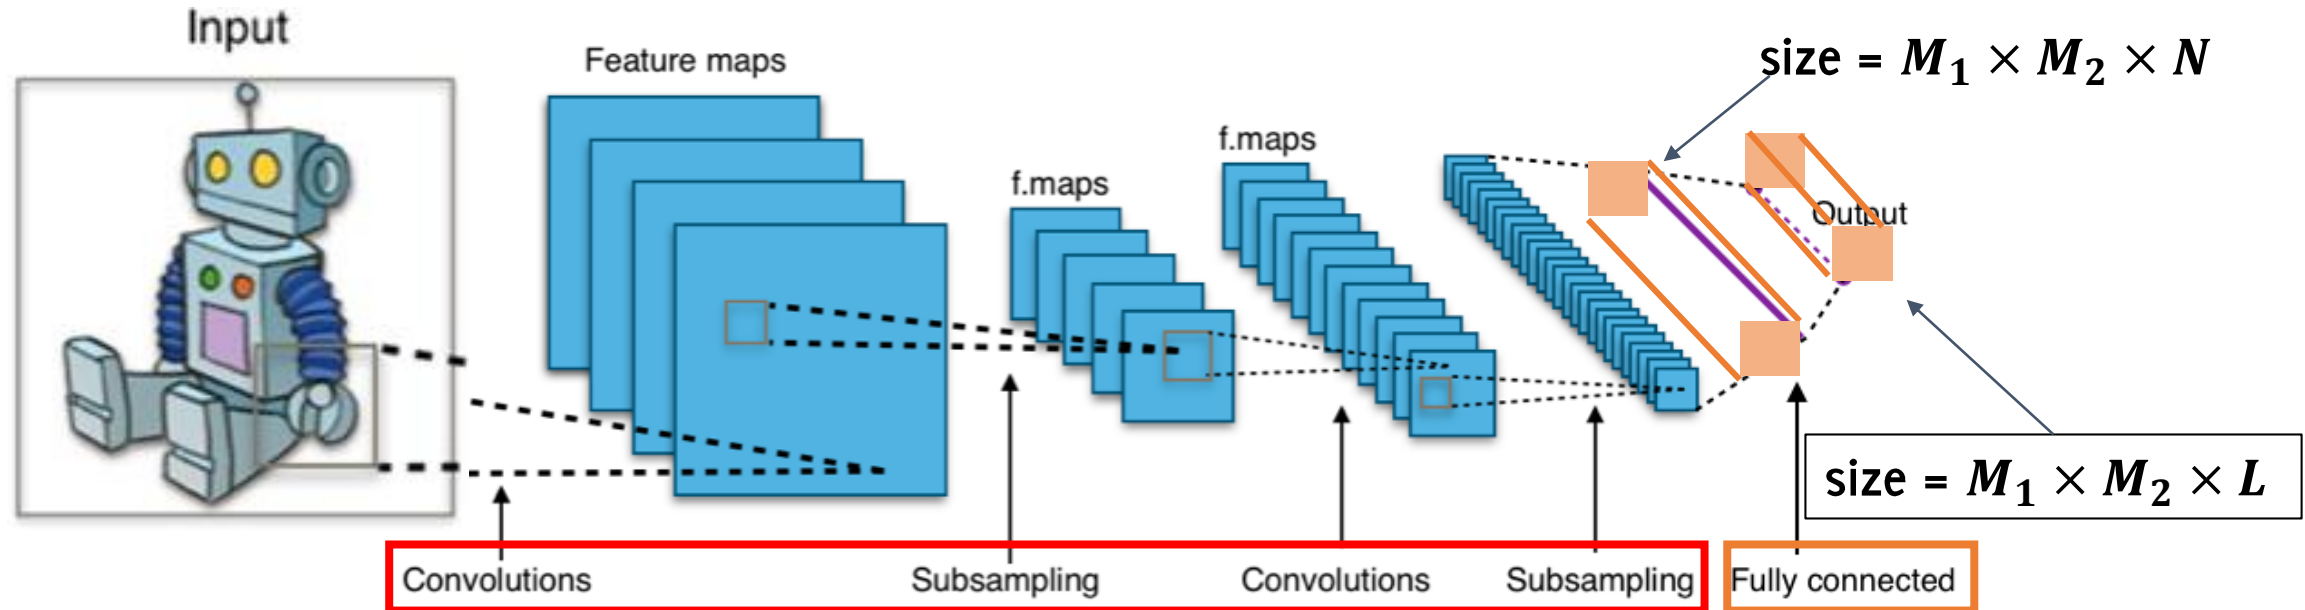 Input
Feature maps
f.maps
f.maps
size = M₁ × M₂ × N
Output
size = M₁ × M₂ × L
Convolutions
Subsampling
Convolutions
Subsampling
Fully connected